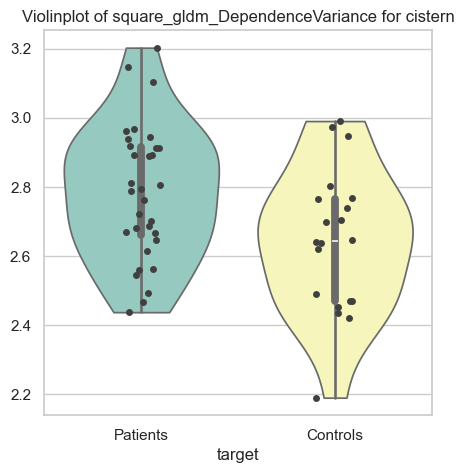 Violinplot of square_gldm_DependenceVariance for cistern
3.2
3.0
2.8
2.6
2.4
2.2
Patients
Controls
target